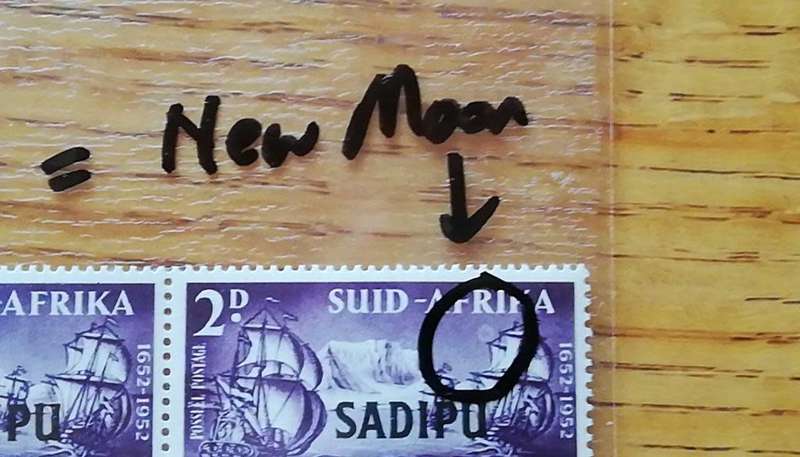 = New Moon
-AFRIKA
1652-1952
PU
2D.
SUID-AFRIKA
POSSEEL POSTAGE
1652-1952
SADIPU